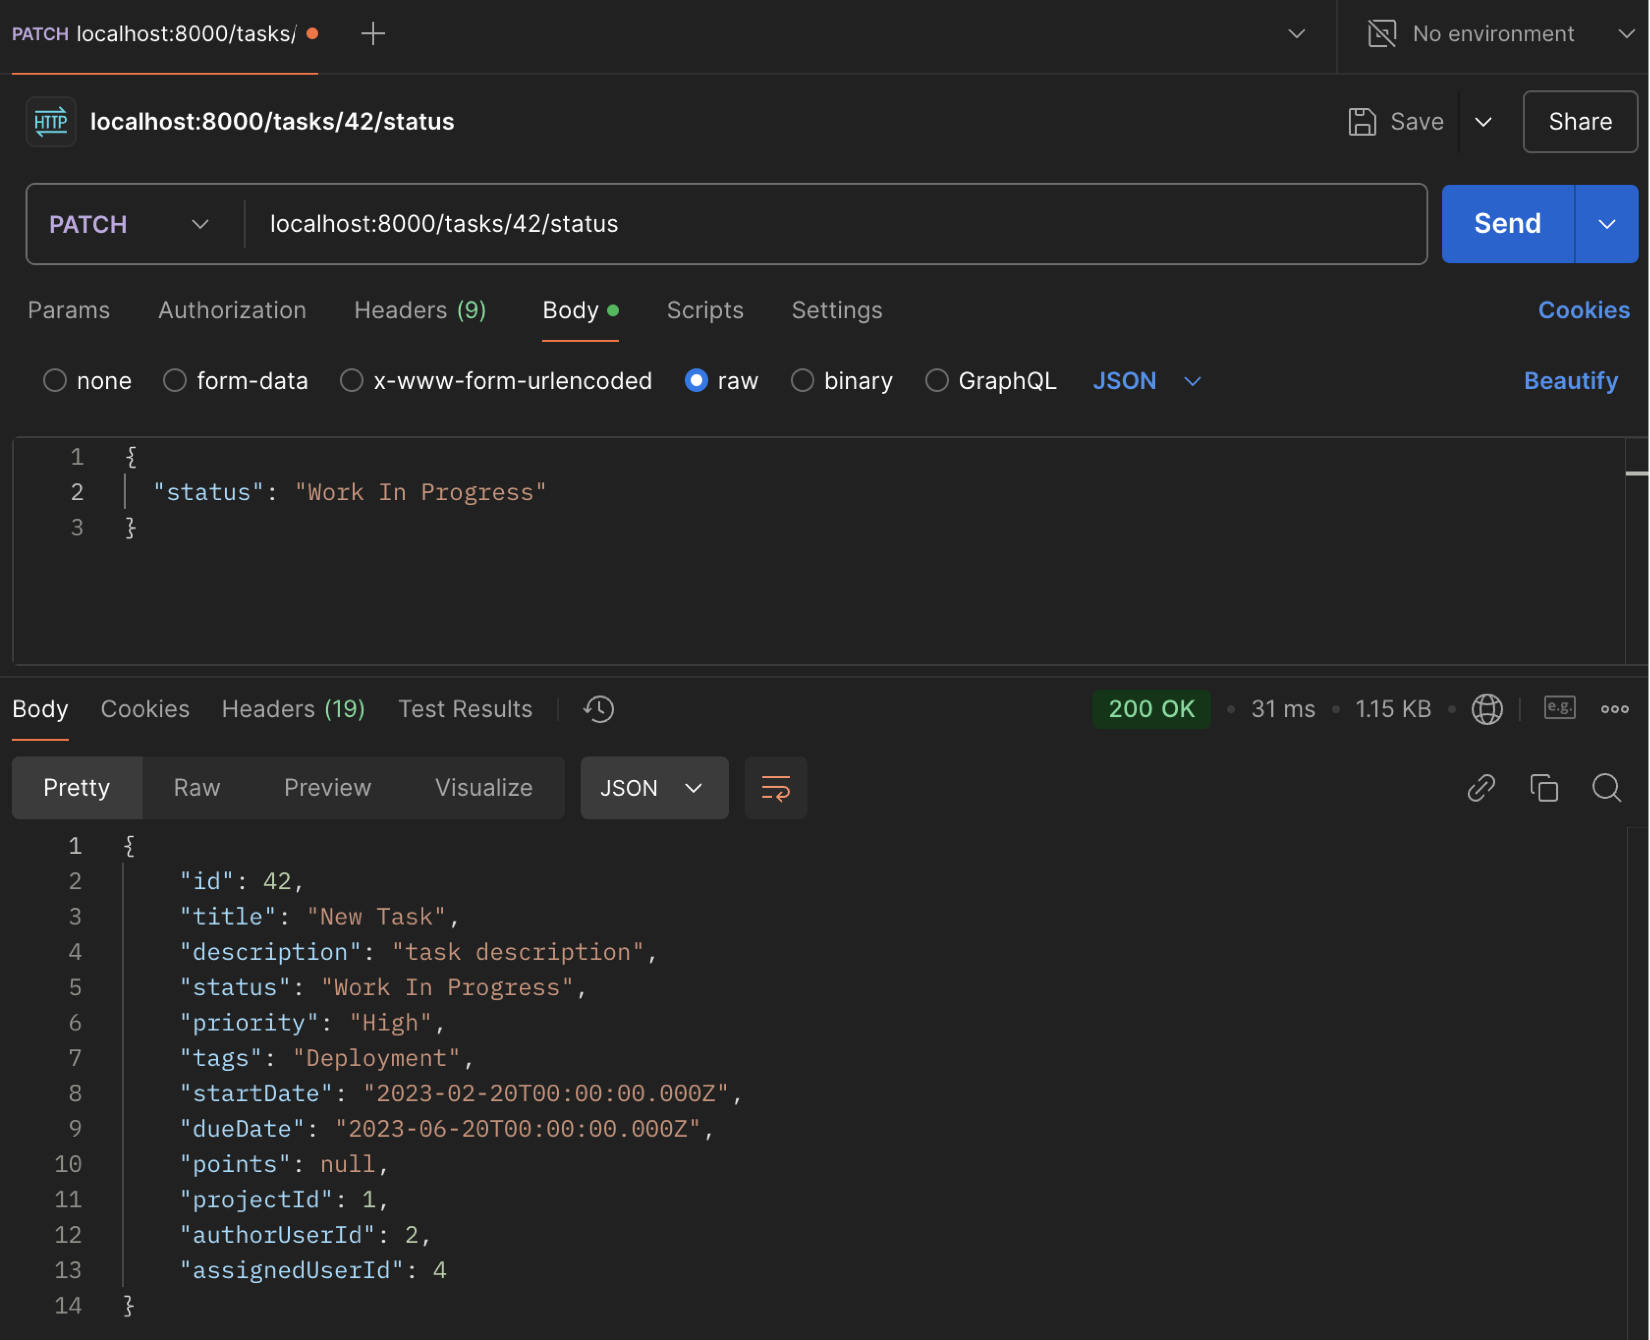 PATCH localhost:8000/tasks/
No environment
HTTP localhost:8000/tasks/42/status
Save
Share
PATCH localhost:8000/tasks/42/status
Send
Params Authorization Headers (9) Body Scripts Settings Cookies
none form-data x-www-form-urlencoded raw binary GraphQL JSON Beautify
1 {
2 "status": "Work In Progress"
3 }
Body Cookies Headers (19) Test Results 200 OK • 31 ms • 1.15 KB • e.g.
Pretty Raw Preview Visualize JSON
1 {
2 "id": 42,
3 "title": "New Task",
4 "description": "task description",
5 "status": "Work In Progress",
6 "priority": "High",
7 "tags": "Deployment",
8 "startDate": "2023-02-20T00:00:00.000Z",
9 "dueDate": "2023-06-20T00:00:00.000Z",
10 "points": null,
11 "projectId": 1,
12 "authorUserId": 2,
13 "assignedUserId": 4
14 }